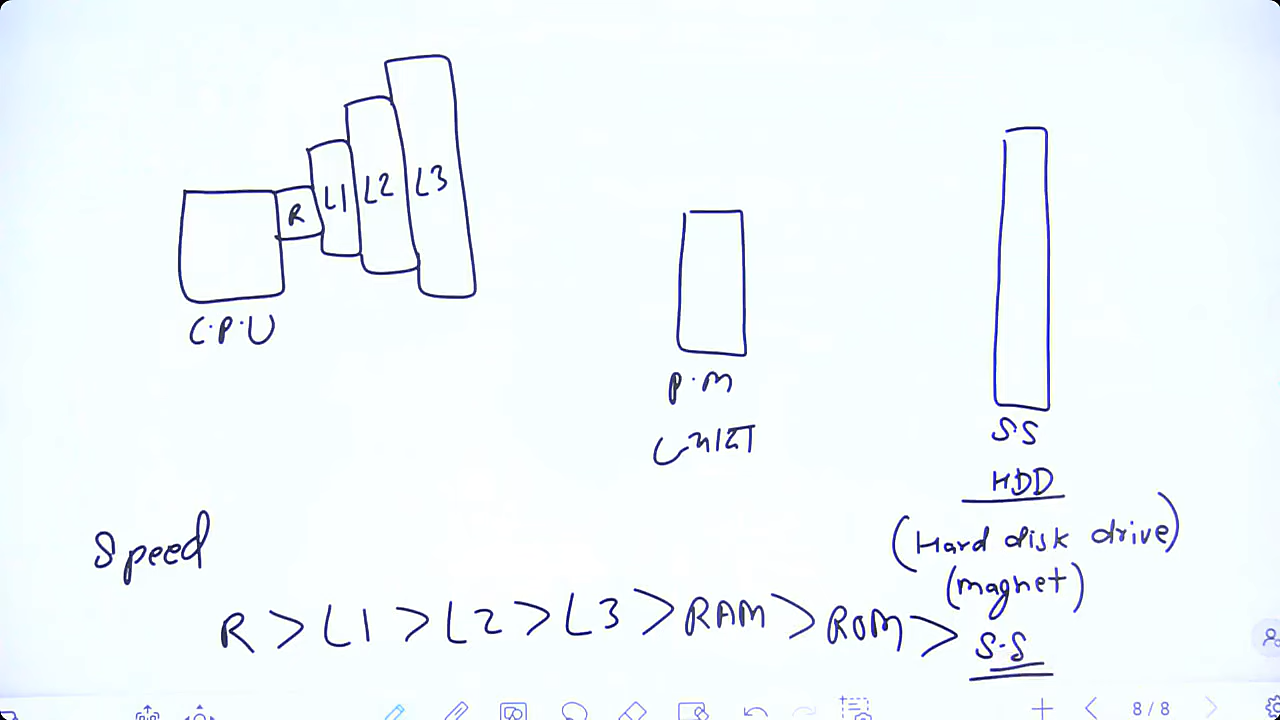 R L1 L2 L3
C.P.U
P.M
S.S
HDD
(Hard disk drive)
(magnet)
Speed
R > L1 > L2 > L3 > RAM > ROM > S.S
8/8